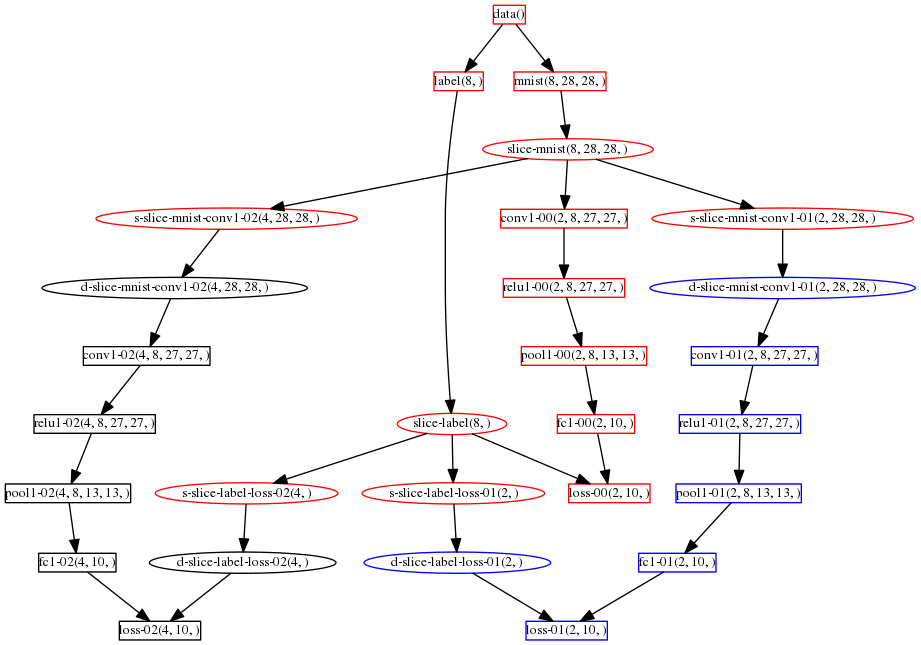 data()
label(8, )
mnist(8, 28, 28, )
slice-mnist(8, 28, 28, )
s-slice-mnist-conv1-02(4, 28, 28, )
conv1-00(2, 8, 27, 27, )
s-slice-mnist-conv1-01(2, 28, 28, )
d-slice-mnist-conv1-02(4, 28, 28, )
relu1-00(2, 8, 27, 27, )
d-slice-mnist-conv1-01(2, 28, 28, )
conv1-02(4, 8, 27, 27, )
pool1-00(2, 8, 13, 13, )
conv1-01(2, 8, 27, 27, )
relu1-02(4, 8, 27, 27, )
slice-label(8, )
fc1-00(2, 10, )
relu1-01(2, 8, 27, 27, )
pool1-02(4, 8, 13, 13, )
s-slice-label-loss-02(4, )
s-slice-label-loss-01(2, )
loss-00(2, 10, )
pool1-01(2, 8, 13, 13, )
fc1-02(4, 10, )
d-slice-label-loss-02(4, )
d-slice-label-loss-01(2, )
fc1-01(2, 10, )
loss-02(4, 10, )
loss-01(2, 10, )